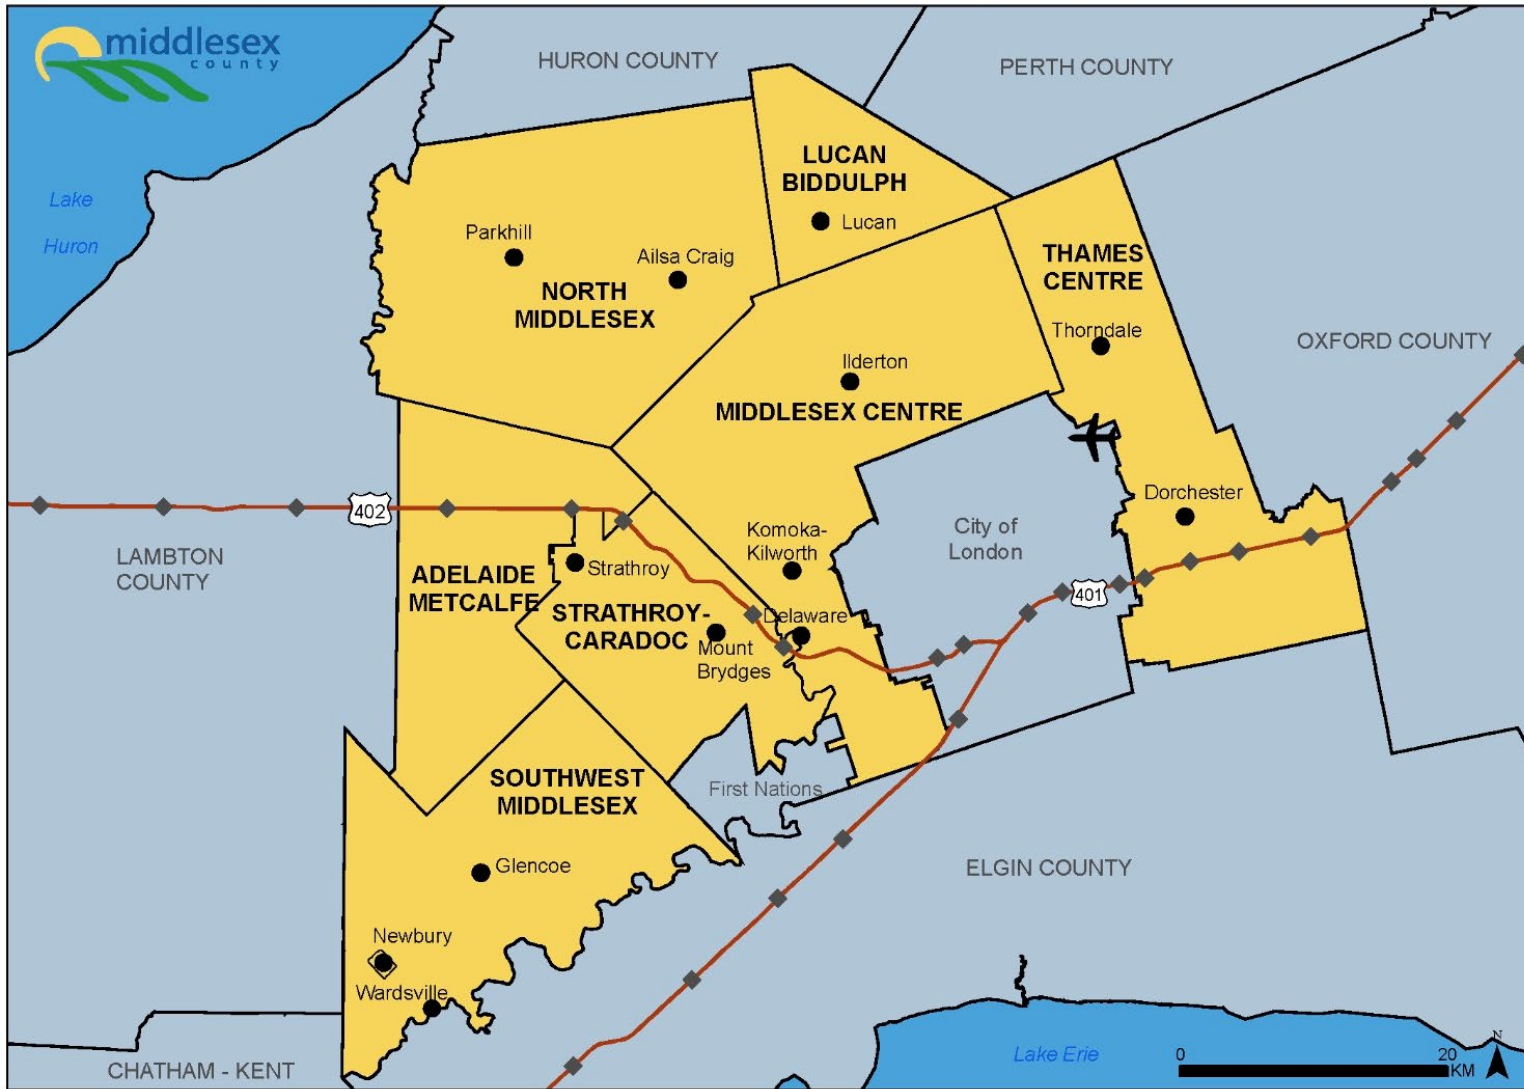 middlesex
county
HURON COUNTY
PERTH COUNTY
LUCAN
BIDDULPH
Lake
Huron
Lucan
Parkhill
Ailsa Craig
THAMES
CENTRE
NORTH
MIDDLESEX
Thorndale
OXFORD COUNTY
Ilderton
MIDDLESEX CENTRE
Dorchester
402
City of
London
Komoka-
Kilworth
LAMBTON
COUNTY
Strathroy
ADELAIDE
METCALFE
401
STRATHROY-
CARADOC
Delaware
Mount
Brydges
SOUTHWEST
MIDDLESEX
First Nations
Glencoe
ELGIN COUNTY
Newbury
Wardsville
Lake Erie
CHATHAM - KENT
0
20
KM
N